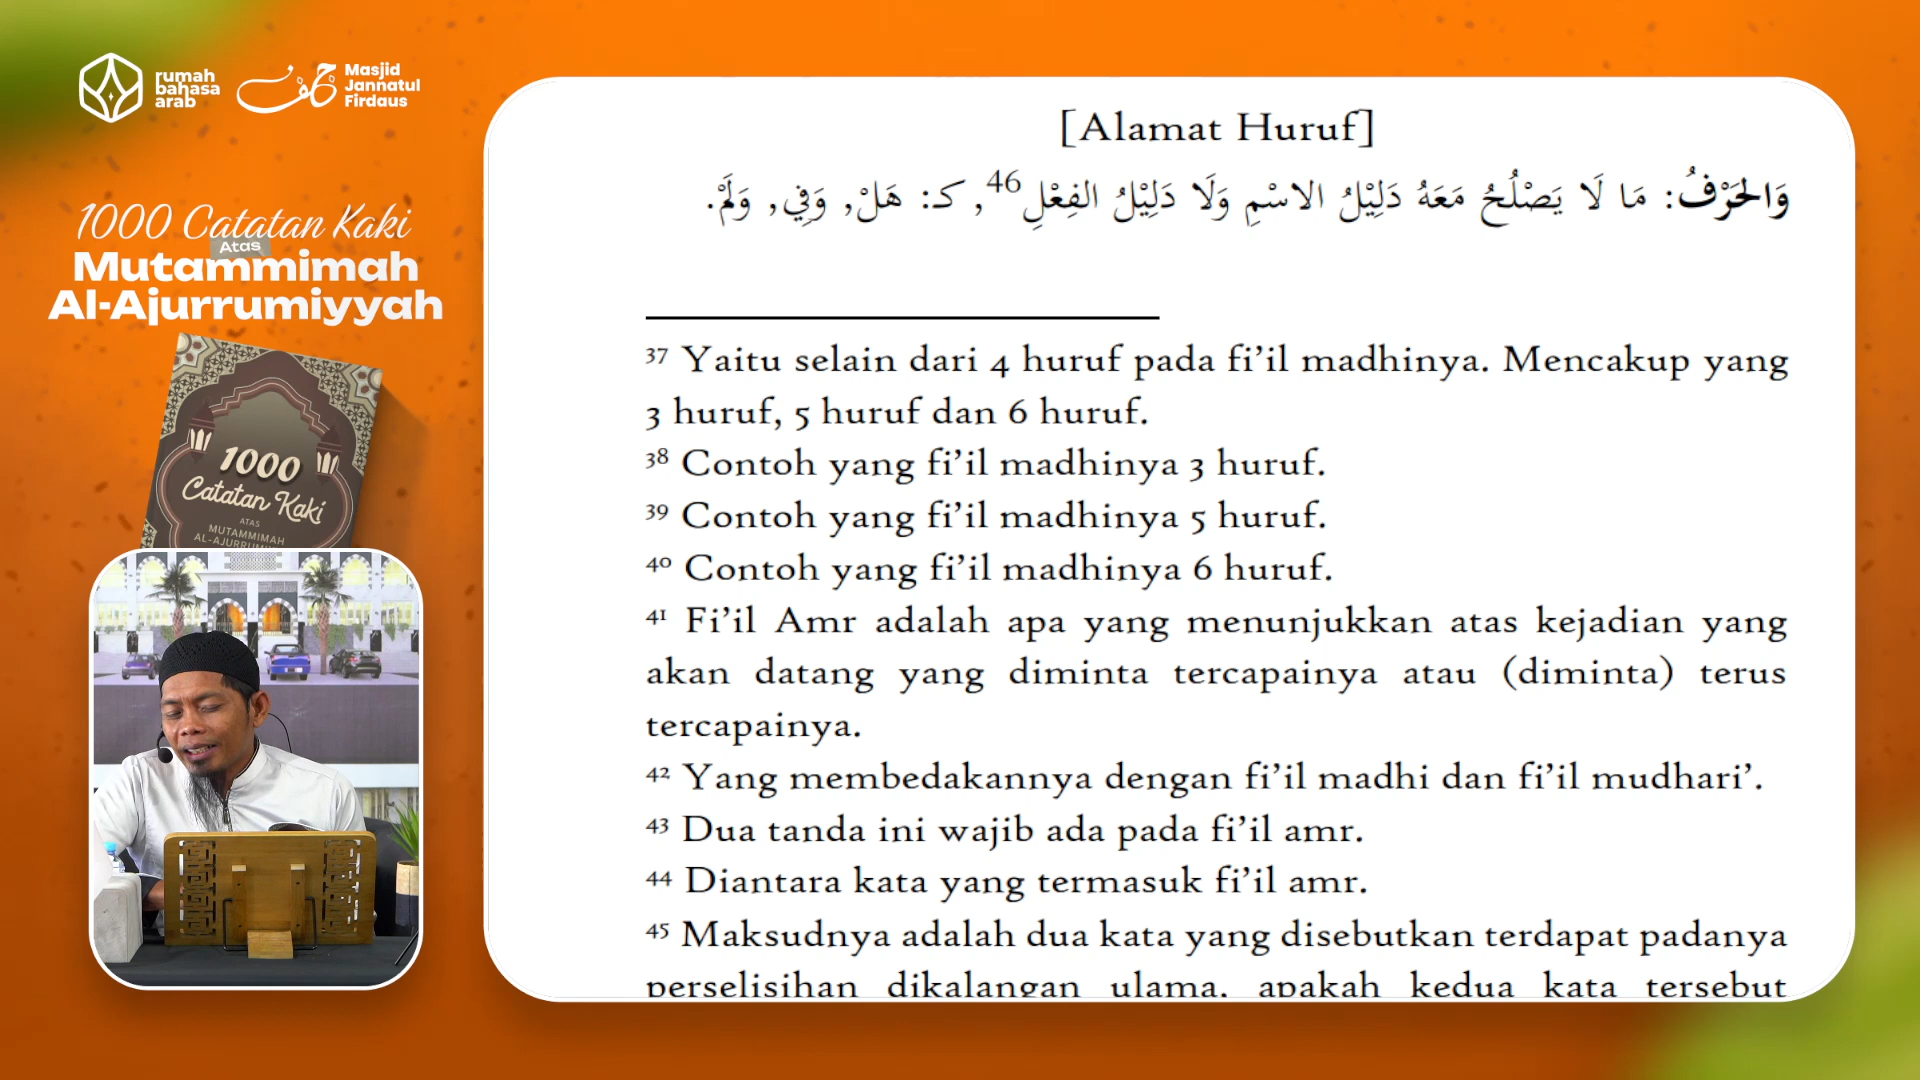 rumah
bahasa
arab
Masjid
Jannatul
Firdaus
1000 Catatan Kaki
Atas
Mutammimah
Al-Ajurrumiyyah
1000
Catatan Kaki
ATAS
MUTAMMIMAH
[Alamat Huruf]
وَالحَرْفُ: مَا لَا يَصْلُحُ مَعَهُ دَلِيْلُ الاسْمِ وَلَا دَلِيْلُ الفِعْلِ46, كـ: هَلْ, وَفِي, وَلَمْ.
37 Yaitu selain dari 4 huruf pada fi’il madhinya. Mencakup yang
3 huruf, 5 huruf dan 6 huruf.
38 Contoh yang fi’il madhinya 3 huruf.
39 Contoh yang fi’il madhinya 5 huruf.
40 Contoh yang fi’il madhinya 6 huruf.
41 Fi’il Amr adalah apa yang menunjukkan atas kejadian yang
akan datang yang diminta tercapainya atau (diminta) terus
tercapainya.
42 Yang membedakannya dengan fi’il madhi dan fi’il mudhari’.
43 Dua tanda ini wajib ada pada fi’il amr.
44 Diantara kata yang termasuk fi’il amr.
45 Maksudnya adalah dua kata yang disebutkan terdapat padanya
perselisihan dikalangan ulama, apakah kedua kata tersebut